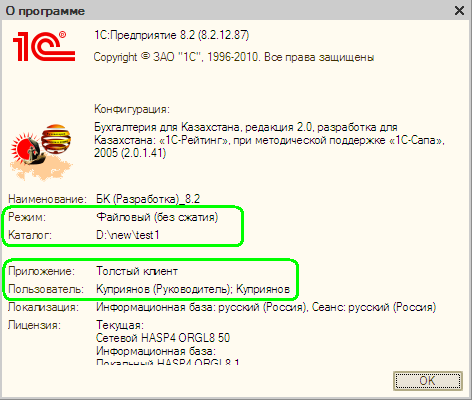 О программе
1С®
1С:Предприятие 8.2 (8.2.12.87)
Copyright © ЗАО "1С", 1996-2010. Все права защищены
Конфигурация:
Бухгалтерия для Казахстана, редакция 2.0, разработка для
Казахстана: «1С-Рейтинг», при методической поддержке «1С-Сапа»,
2005 (2.0.1.41)
Наименование: БК (Разработка)_8.2
Режим: Файловый (без сжатия)
Каталог: D:\new\test1
Приложение: Толстый клиент
Пользователь: Куприянов (Руководитель); Куприянов
Локализация: Информационная база: русский (Россия), Сеанс: русский (Россия)
Лицензия: Текущая:
Сетевой HASP4 ORGL8 50
Информационная база:
Локальный HASP4 ORGL8 1
OK